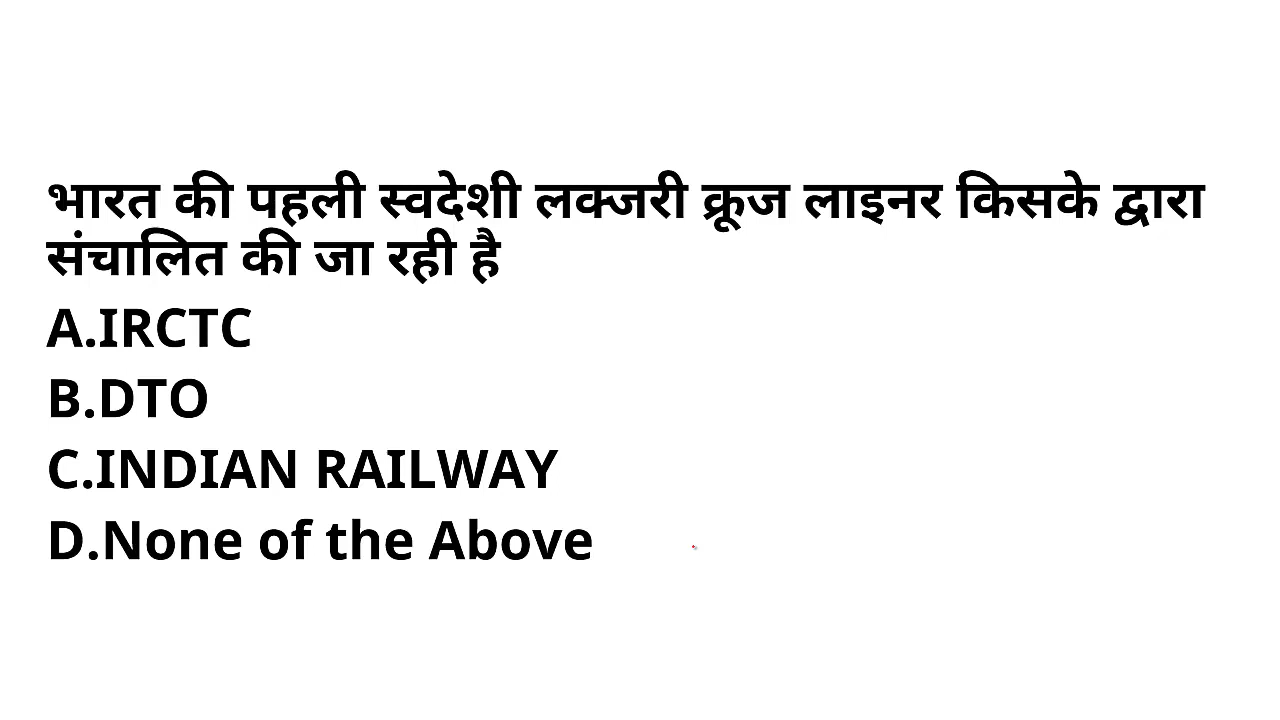 भारत की पहली स्वदेशी लक्जरी क्रूज लाइनर किसके द्वारा
संचालित की जा रही है
A.IRCTC
B.DTO
C.INDIAN RAILWAY
D.None of the Above